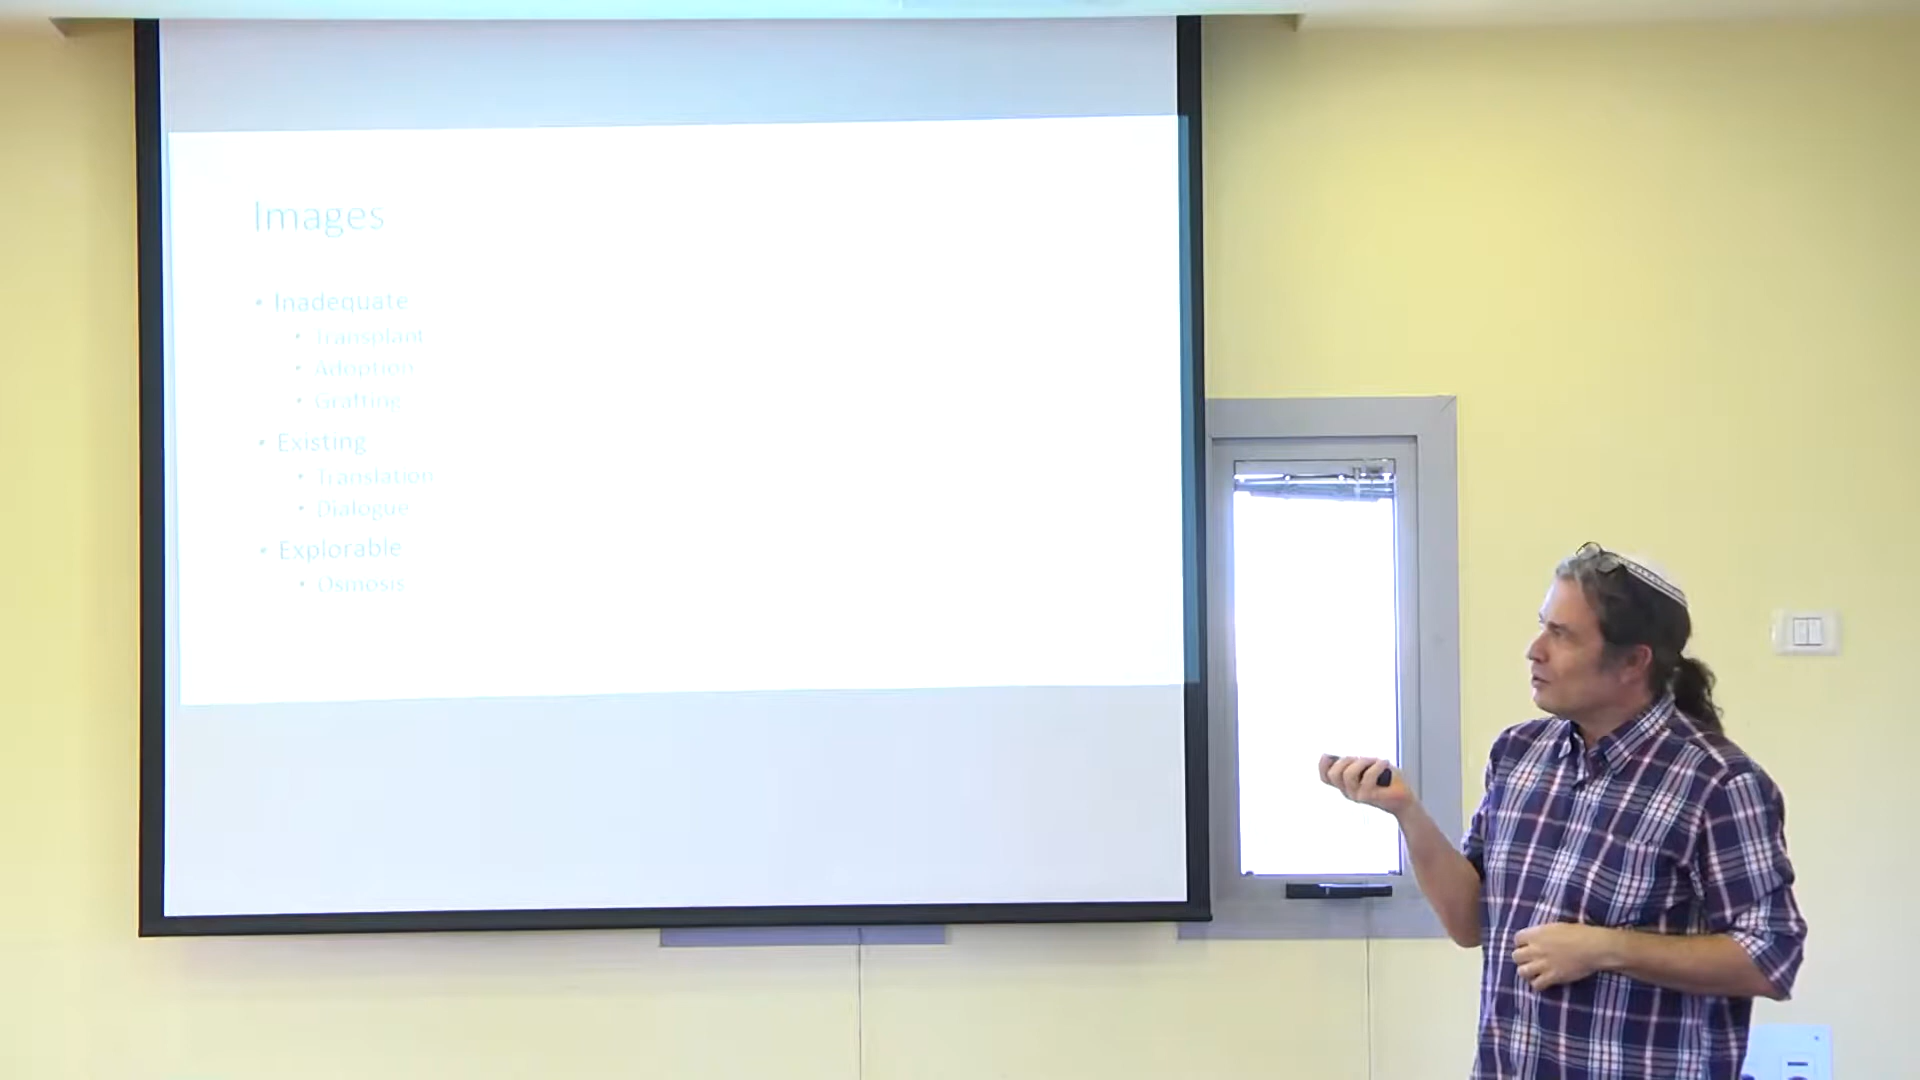 Images
• Inadequate
• Transplant
• Adoption
• Grafting
• Existing
• Translation
• Dialogue
• Explorable
• Osmosis